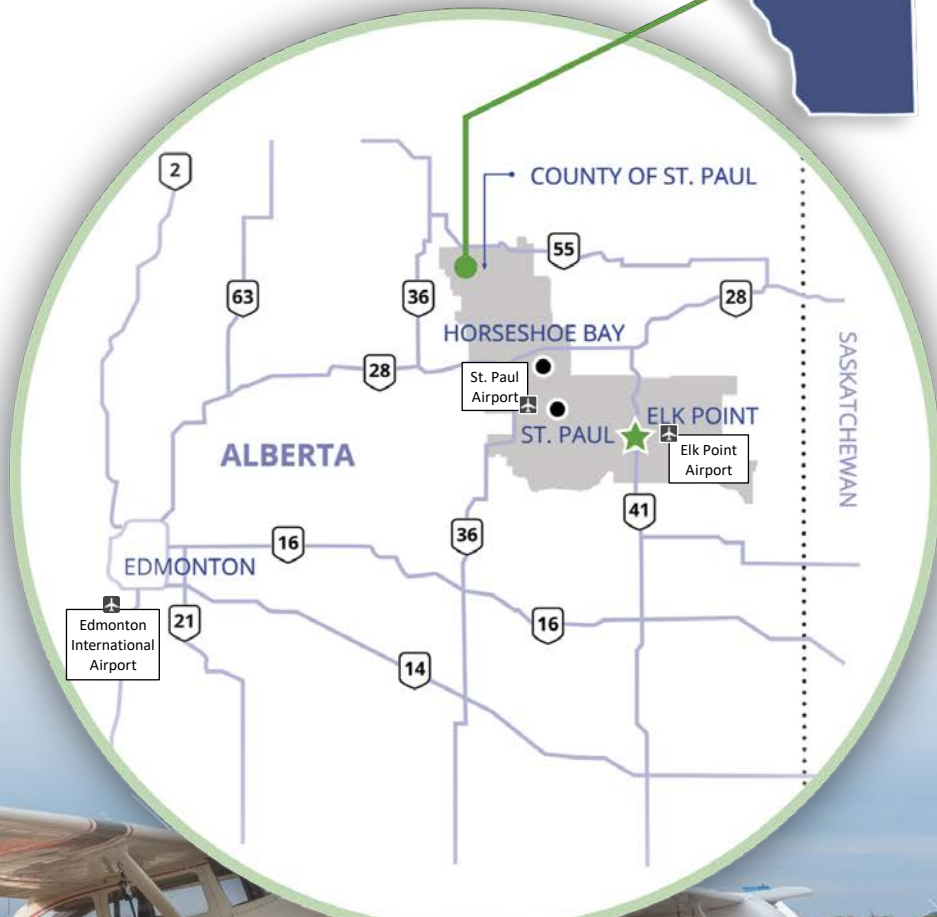 2
COUNTY OF ST. PAUL
55
63
36
28
HORSESHOE BAY
SASKATCHEWAN
28
St. Paul
Airport
ELK POINT
ST. PAUL
Elk Point
Airport
ALBERTA
41
36
16
EDMONTON
Edmonton
International
Airport
21
16
14